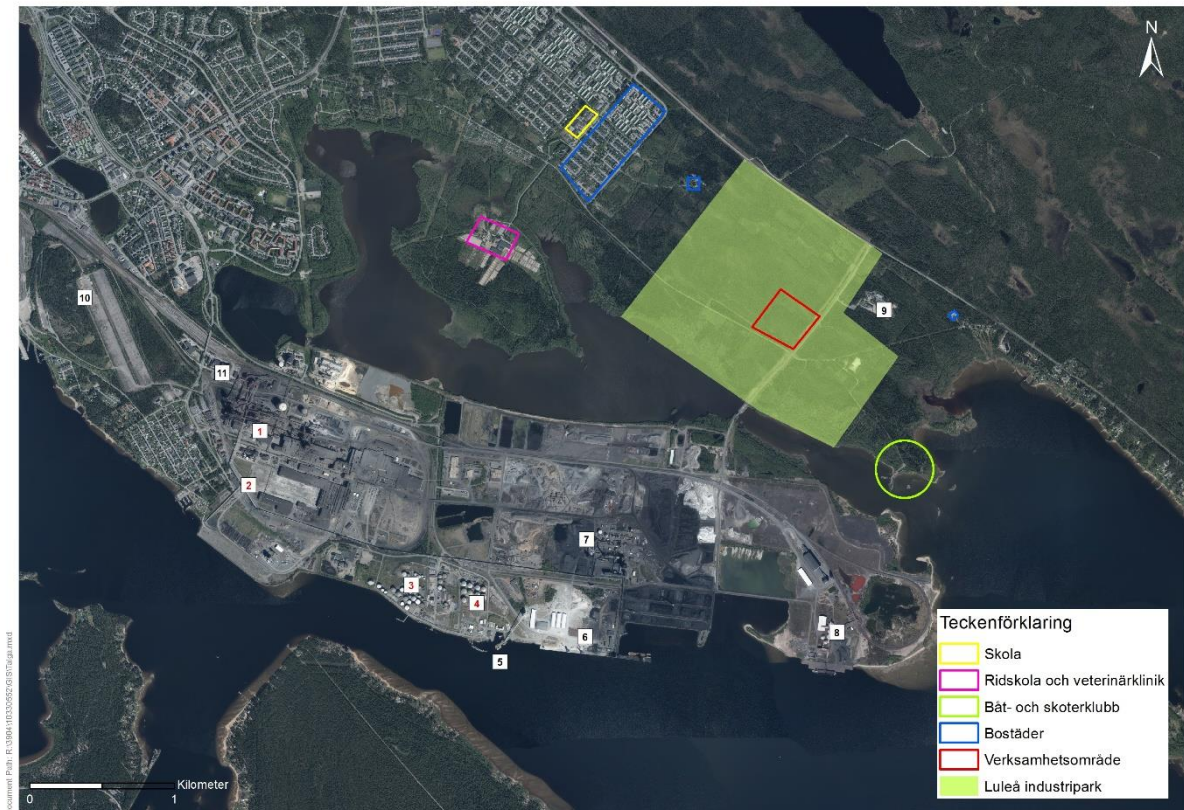 N
10
9
11
1
2
7
3
4
6
5
8
Teckenförklaring
Skola
Ridskola och veterinärklinik
Båt- och skoterklubb
Bostäder
Verksamhetsområde
Luleå industripark
Kilometer
0 1